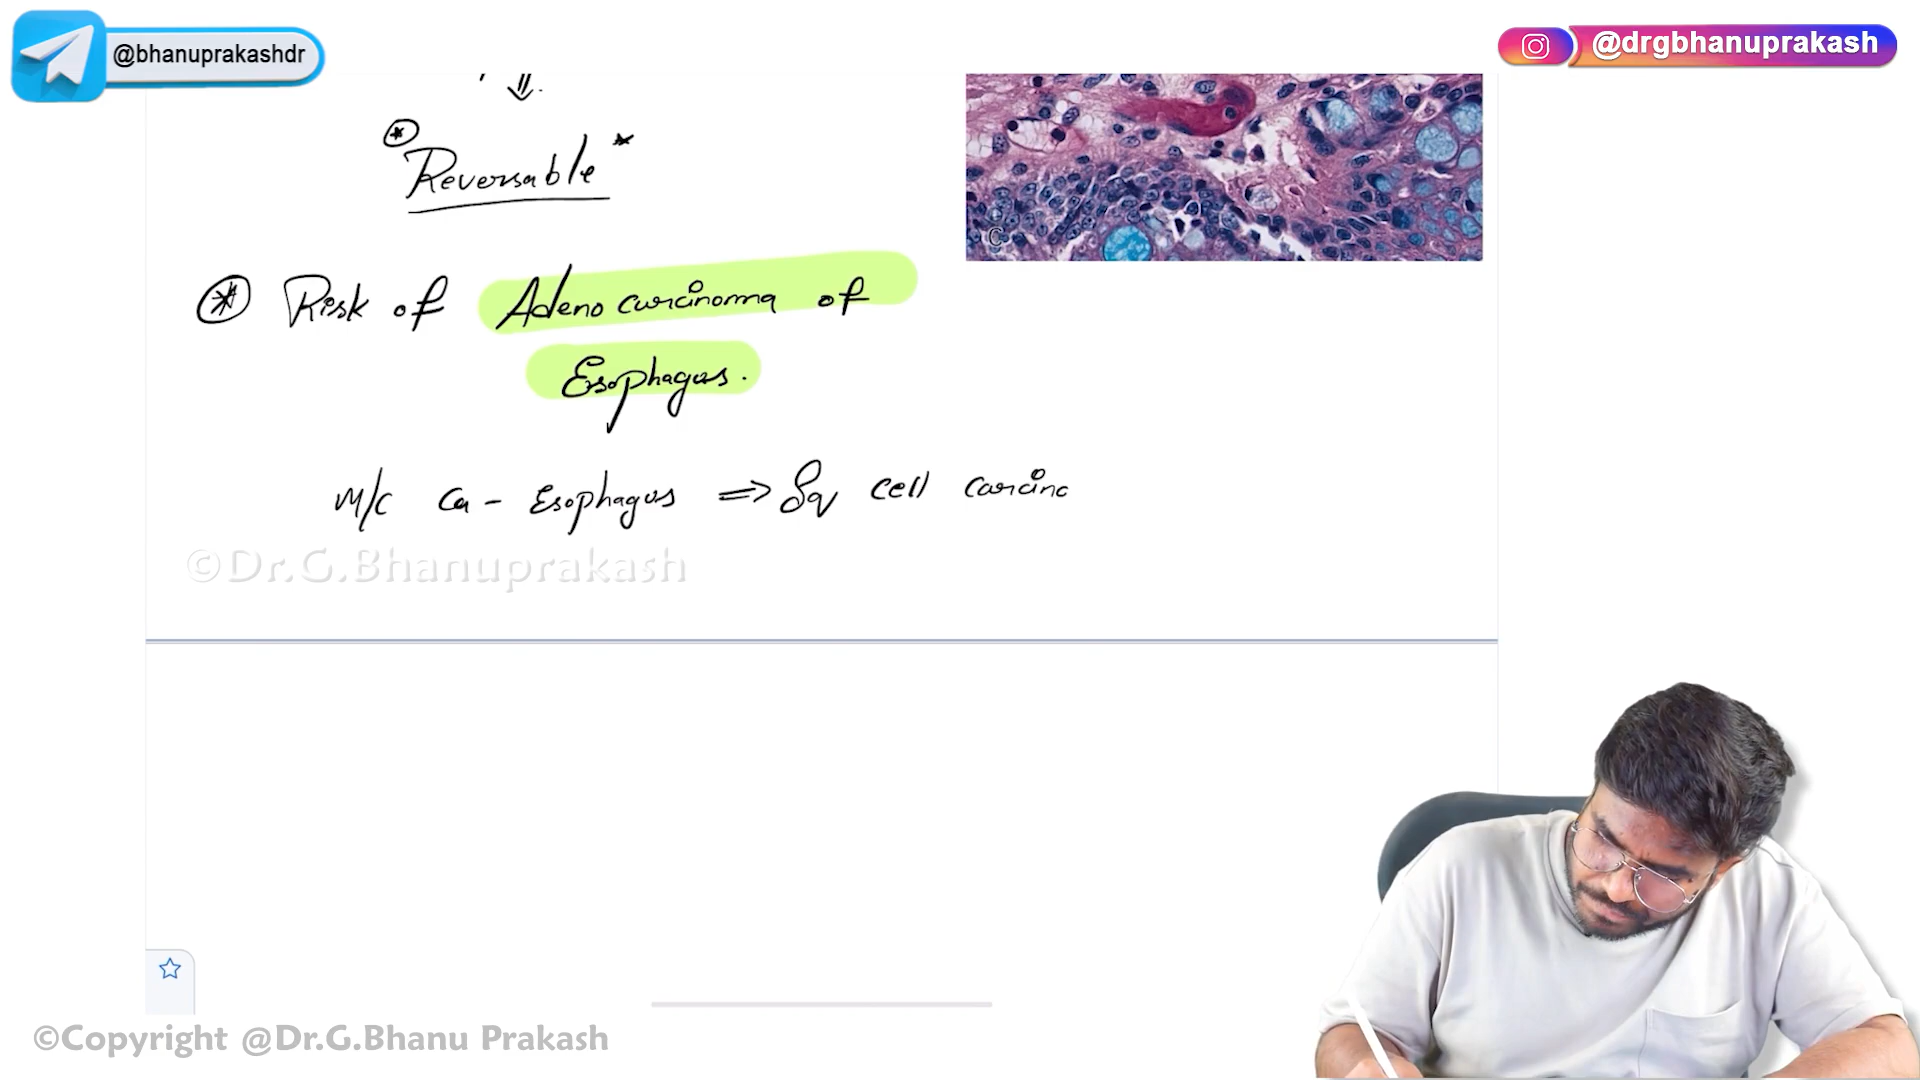 @bhanuprakashdr
@drgbhanuprakash
Reversable
C
Risk of Adeno carcinoma of
Esophagus.
M/c Ca - Esophagus ⇒ Sq cell carcino
©Dr.G.Bhanuprakash
©Copyright @Dr.G.Bhanu Prakash